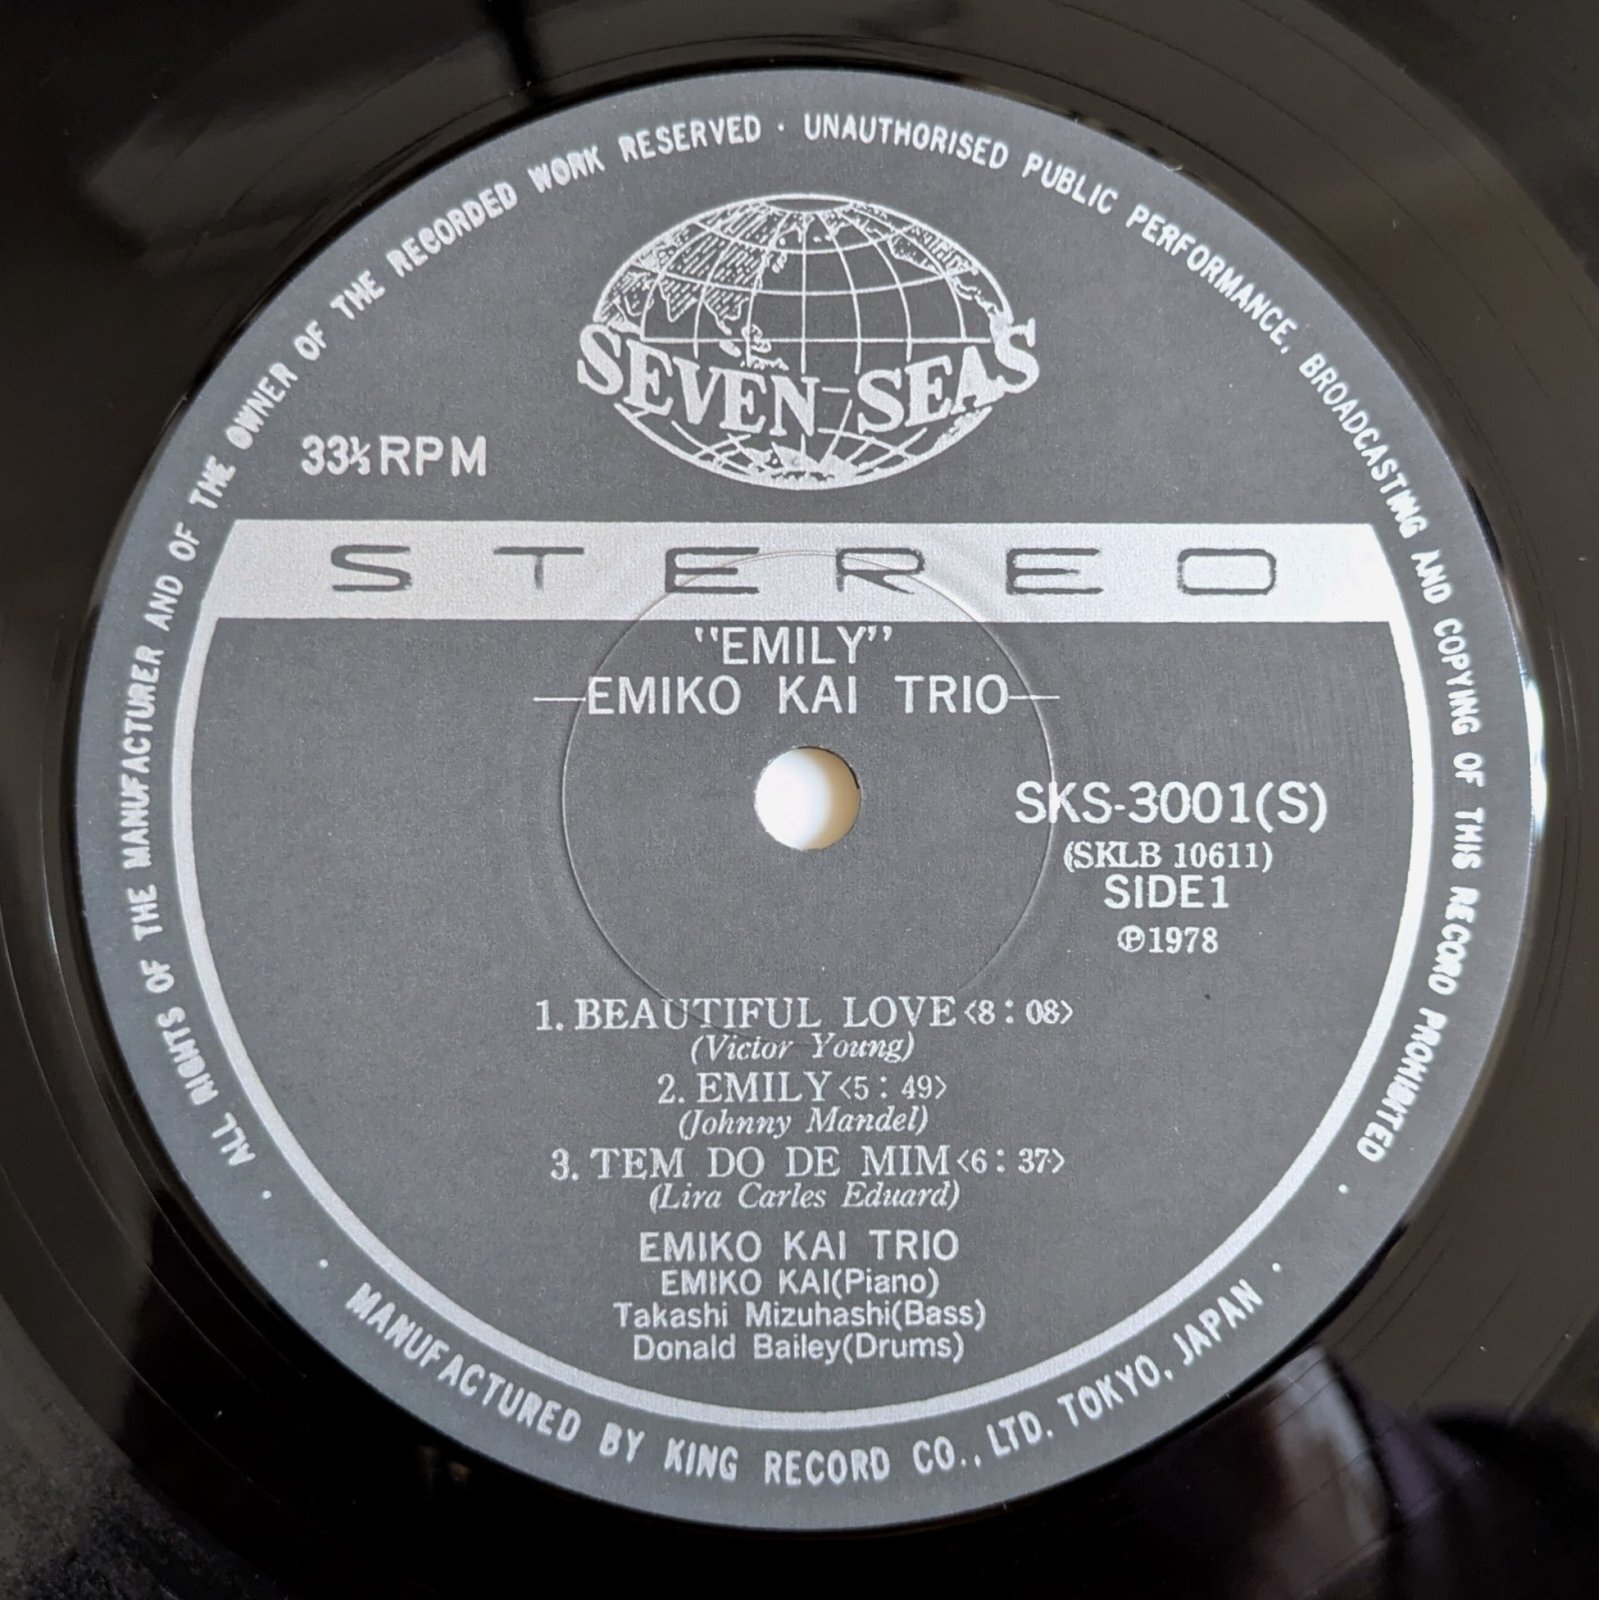 ALL RIGHTS OF THE MANUFACTURER AND OF THE OWNER OF THE RECORDED WORK RESERVED · UNAUTHORISED PUBLIC PERFORMANCE, BROADCASTING AND COPYING OF THIS RECORD PROHIBITED
SEVEN SEAS
33⅓RPM
STEREO
"EMILY"
—EMIKO KAI TRIO—
SKS-3001(S)
(SKLB 10611)
SIDE 1
℗1978
1. BEAUTIFUL LOVE<8:08>
(Victor Young)
2. EMILY<5:49>
(Johnny Mandel)
3. TEM DO DE MIM<6:37>
(Lira Carles Eduard)
EMIKO KAI TRIO
EMIKO KAI(Piano)
Takashi Mizuhashi(Bass)
Donald Bailey(Drums)
· MANUFACTURED BY KING RECORD CO., LTD. TOKYO, JAPAN ·